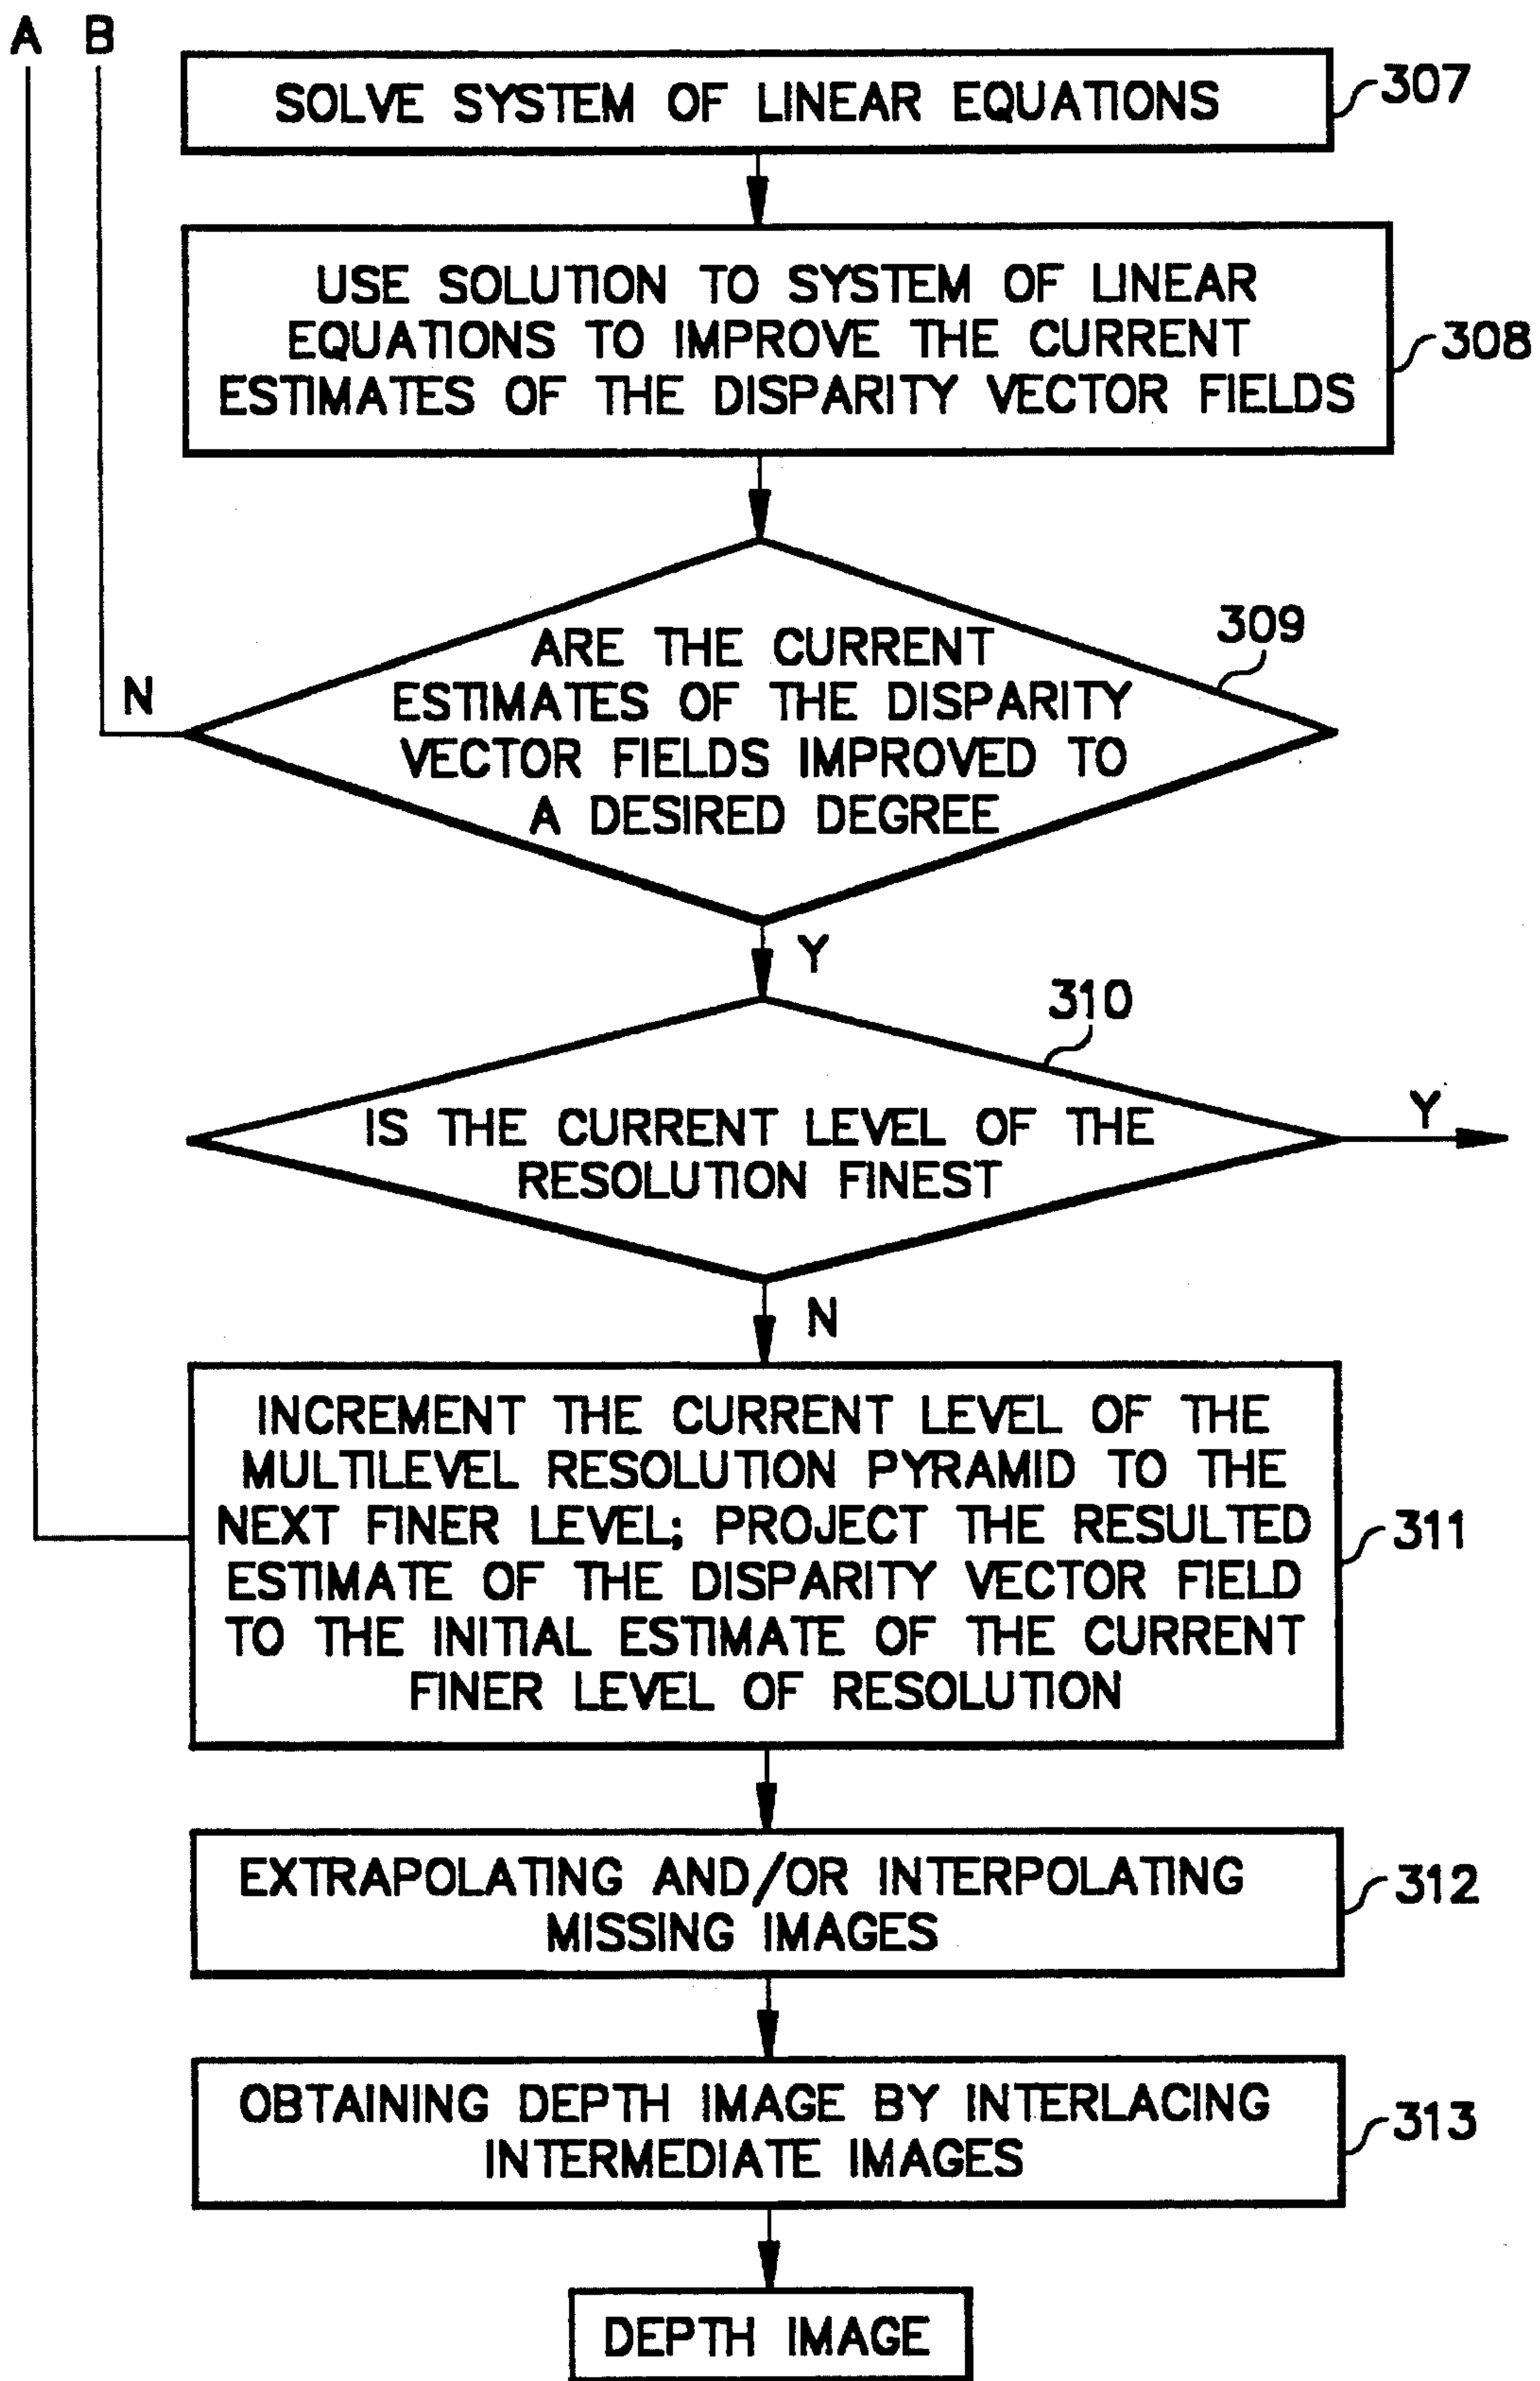 A B
SOLVE SYSTEM OF LINEAR EQUATIONS
307
USE SOLUTION TO SYSTEM OF LINEAR
EQUATIONS TO IMPROVE THE CURRENT
ESTIMATES OF THE DISPARITY VECTOR FIELDS
308
309
ARE THE CURRENT
ESTIMATES OF THE DISPARITY
VECTOR FIELDS IMPROVED TO
A DESIRED DEGREE
N
Y
310
IS THE CURRENT LEVEL OF THE
RESOLUTION FINEST
Y
N
INCREMENT THE CURRENT LEVEL OF THE
MULTILEVEL RESOLUTION PYRAMID TO THE
NEXT FINER LEVEL; PROJECT THE RESULTED
ESTIMATE OF THE DISPARITY VECTOR FIELD
TO THE INITIAL ESTIMATE OF THE CURRENT
FINER LEVEL OF RESOLUTION
311
EXTRAPOLATING AND/OR INTERPOLATING
MISSING IMAGES
312
OBTAINING DEPTH IMAGE BY INTERLACING
INTERMEDIATE IMAGES
313
DEPTH IMAGE